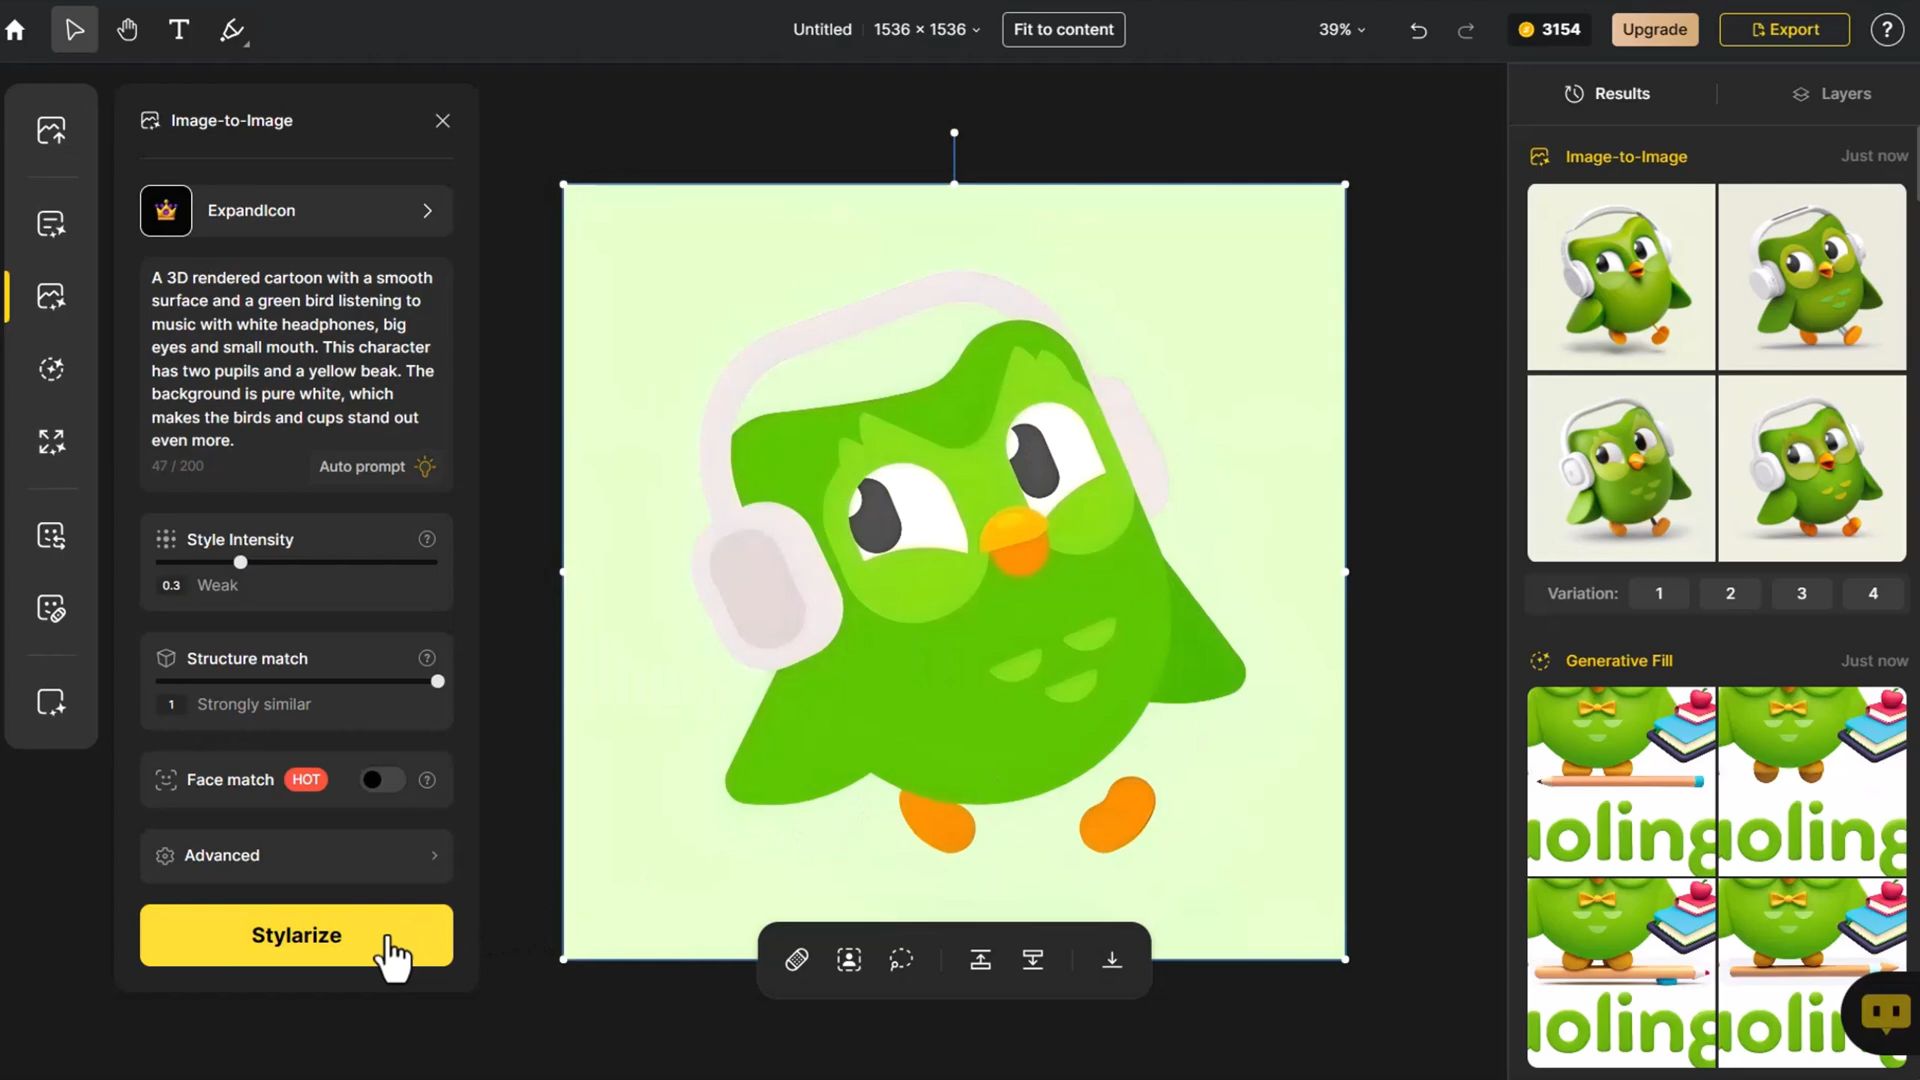 Untitled
1536 × 1536
Fit to content
39%
3154
Upgrade
Export
?
Image-to-Image
ExpandIcon
A 3D rendered cartoon with a smooth
surface and a green bird listening to
music with white headphones, big
eyes and small mouth. This character
has two pupils and a yellow beak. The
background is pure white, which
makes the birds and cups stand out
even more.
47 / 200
Auto prompt
Style Intensity
?
0.3 Weak
Structure match
?
1 Strongly similar
Face match HOT
?
Advanced
Stylarize
Results
Layers
Image-to-Image
Just now
Variation: 1 2 3 4
Generative Fill
Just now
uoling
uoling
uoling
uoling